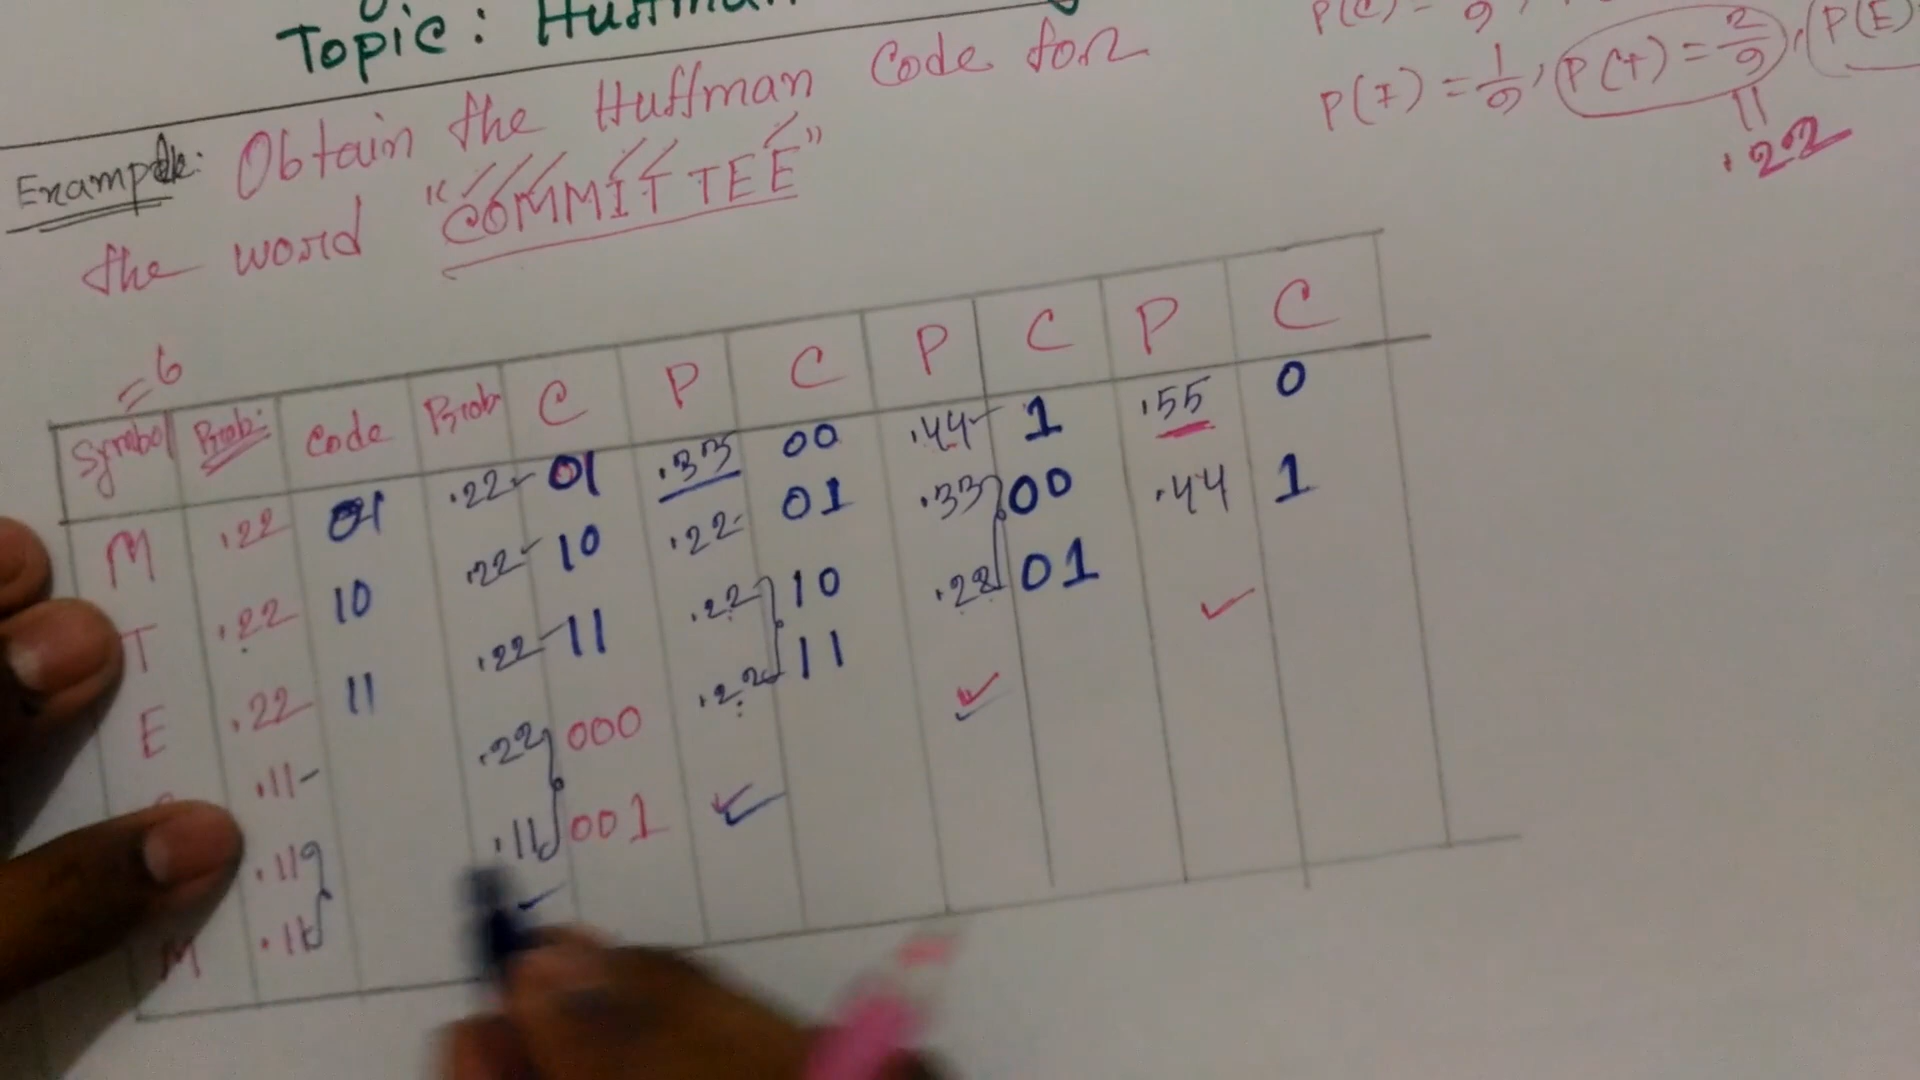 Topic: Huffman
P(C) = 9,
P(I) = 1/9, P(T) = 2/9, P(E)
.22
Example: Obtain the Huffman Code for
the word "COMMITTEE"
=6
Symbol Prob: Code Prob C P C P C P C
M .22 01 .22 01 .33 00 .44 1 .55 0
T .22 10 .22 10 .22 01 .33 00 .44 1
E .22 11 .22 11 .22 10 .22 01
.11 .22 000 .22 11
.11 .11 001
M .11